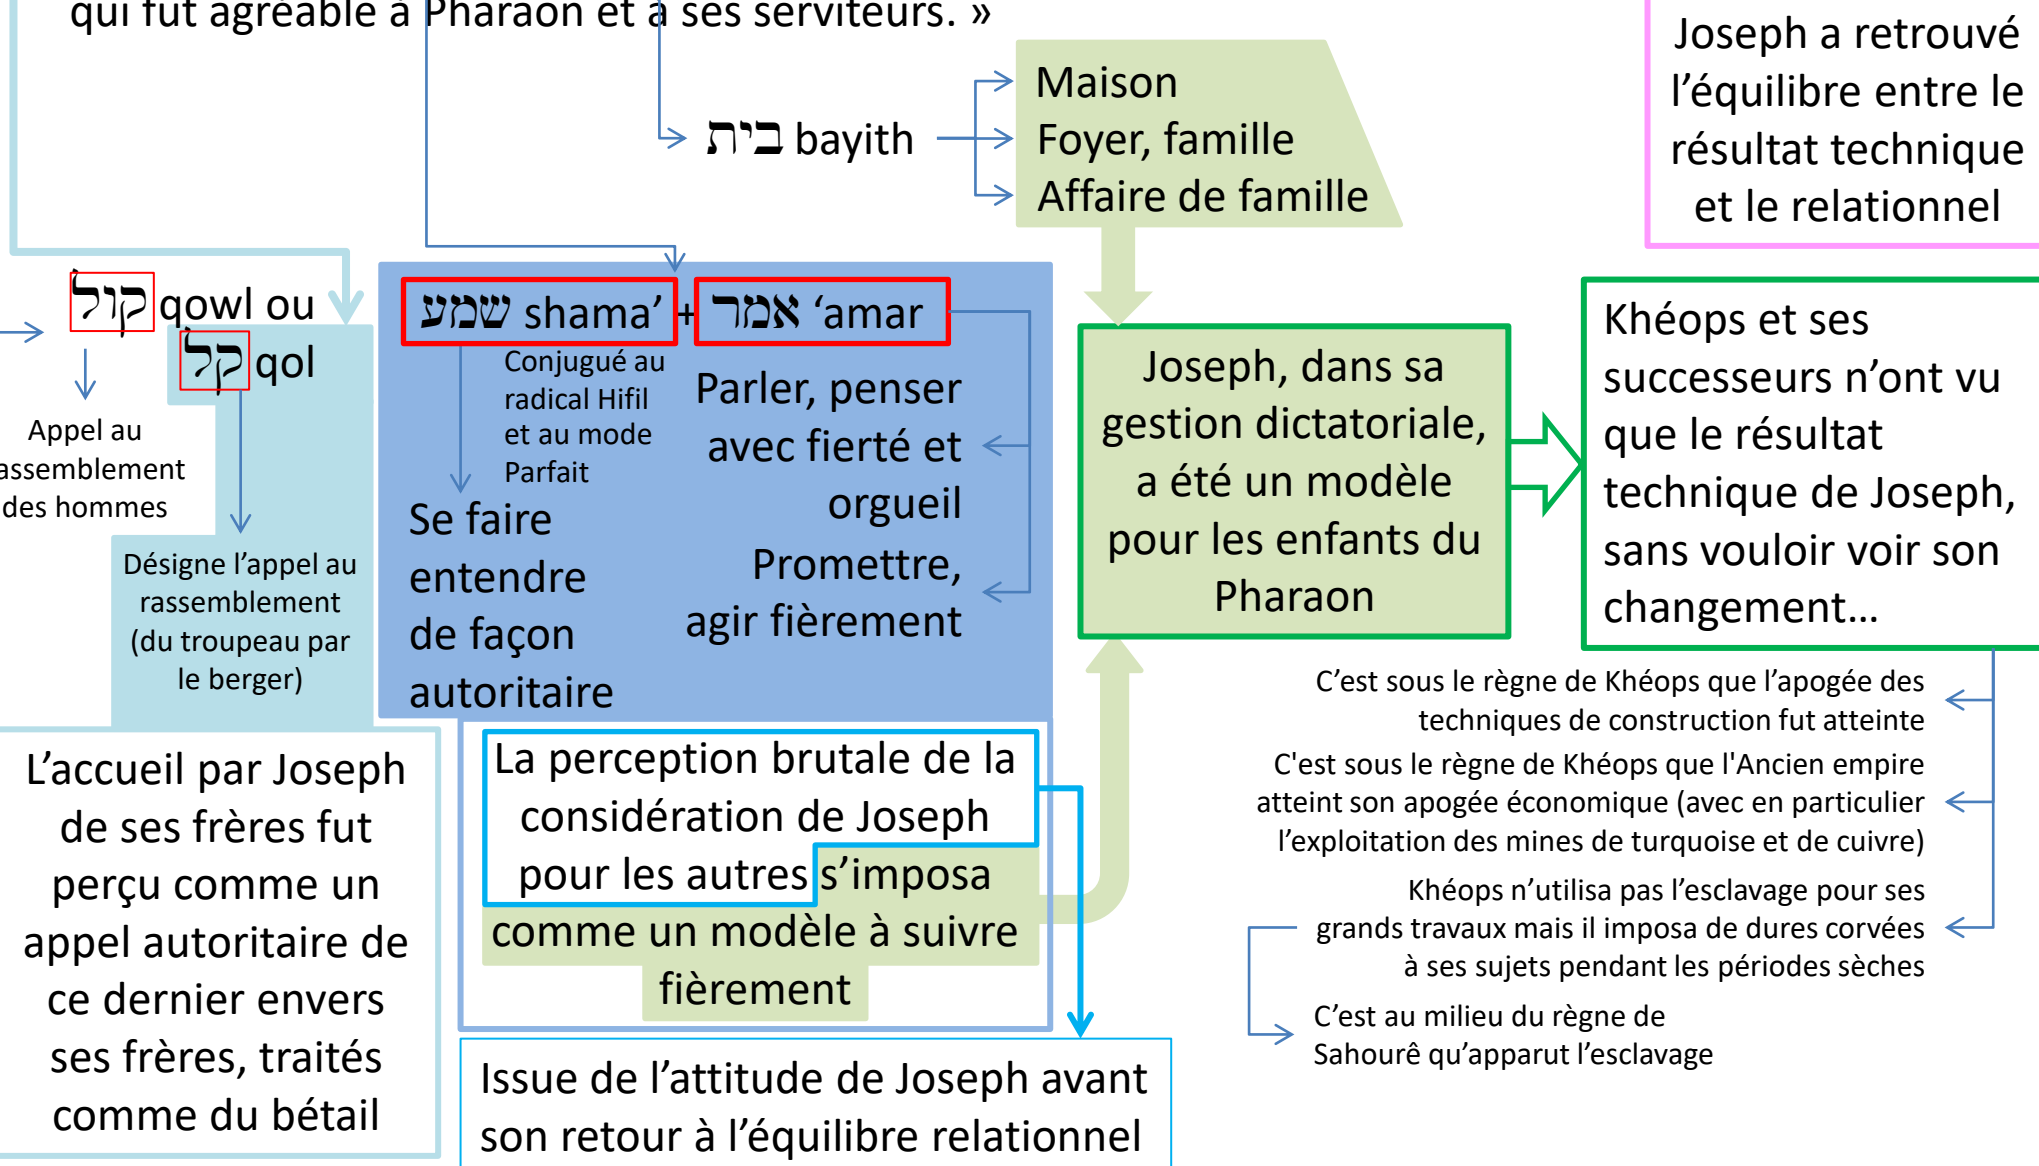 qui fut agréable à Pharaon et à ses serviteurs. »
Joseph a retrouvé
l’équilibre entre le
résultat technique
et le relationnel
בית bayith
Maison
Foyer, famille
Affaire de famille
קול qowl ou
קל qol
Appel au
rassemblement
des hommes
Désigne l’appel au
rassemblement
(du troupeau par
le berger)
L’accueil par Joseph
de ses frères fut
perçu comme un
appel autoritaire de
ce dernier envers
ses frères, traités
comme du bétail
שמע shama’ + אמר ‘amar
Conjugué au
radical Hifil
et au mode
Parfait
Se faire
entendre
de façon
autoritaire
Parler, penser
avec fierté et
orgueil
Promettre,
agir fièrement
La perception brutale de la
considération de Joseph
pour les autres s’imposa
comme un modèle à suivre
fièrement
Issue de l’attitude de Joseph avant
son retour à l’équilibre relationnel
Joseph, dans sa
gestion dictatoriale,
a été un modèle
pour les enfants du
Pharaon
Khéops et ses
successeurs n’ont vu
que le résultat
technique de Joseph,
sans vouloir voir son
changement…
C’est sous le règne de Khéops que l’apogée des
techniques de construction fut atteinte
C'est sous le règne de Khéops que l'Ancien empire
atteint son apogée économique (avec en particulier
l’exploitation des mines de turquoise et de cuivre)
Khéops n’utilisa pas l’esclavage pour ses
grands travaux mais il imposa de dures corvées
à ses sujets pendant les périodes sèches
C’est au milieu du règne de
Sahourê qu’apparut l’esclavage